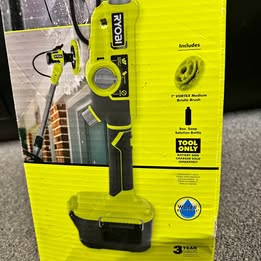 RYOBI
Includes
7" VORTEX Medium
Bristle Brush
8oz. Soap
Solution Bottle
TOOL
ONLY
BATTERY AND
CHARGER SOLD
SEPARATELY
3 YEAR